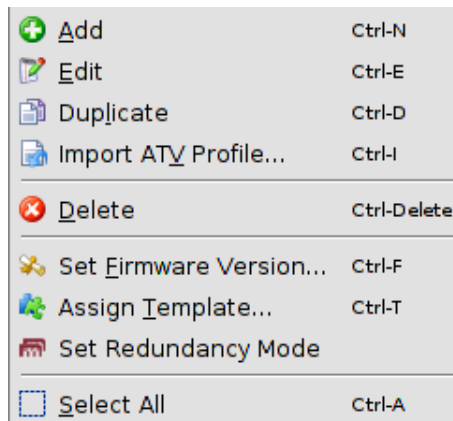 Add Ctrl-N
Edit Ctrl-E
Duplicate Ctrl-D
Import ATV Profile... Ctrl-I
Delete Ctrl-Delete
Set Firmware Version... Ctrl-F
Assign Template... Ctrl-T
Set Redundancy Mode
Select All Ctrl-A